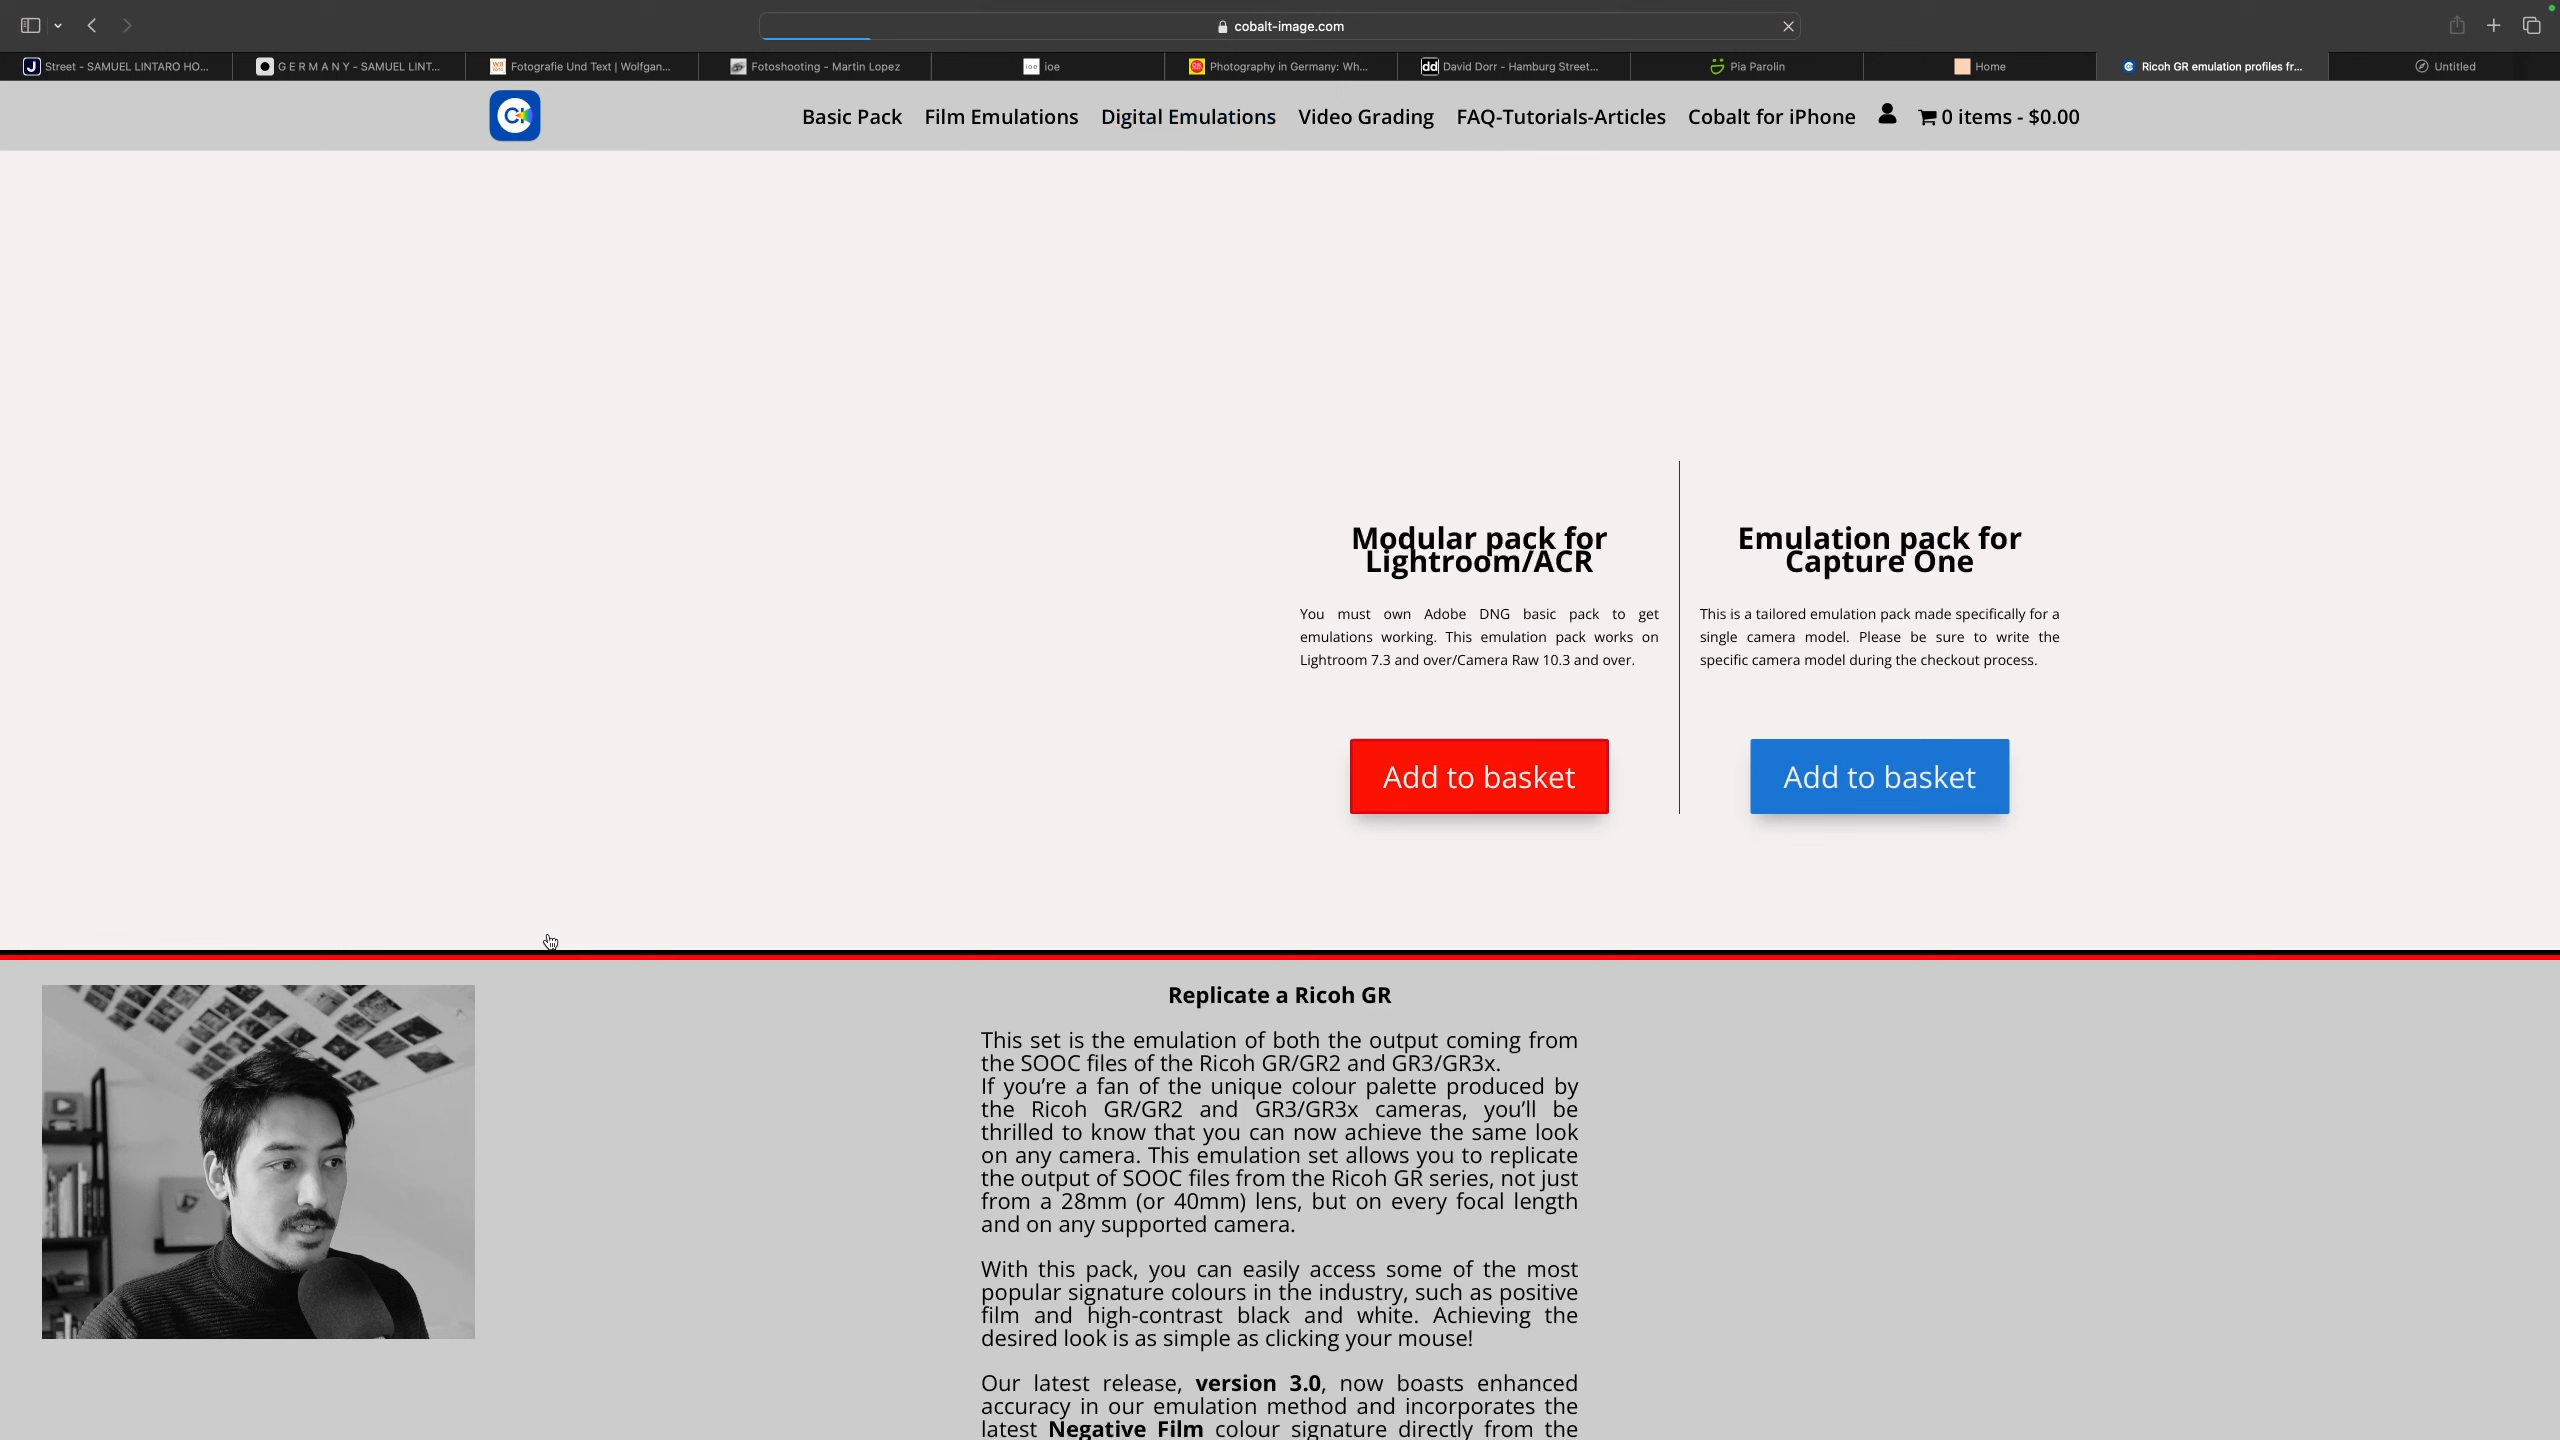 cobalt-image.com
Street - SAMUEL LINTARO HO...
G E R M A N Y - SAMUEL LINT...
Fotografie Und Text | Wolfgan...
Fotoshooting - Martin Lopez
ioe
Photography in Germany: Wh...
dd David Dorr - Hamburg Street...
Pia Parolin
Home
Ricoh GR emulation profiles fr...
Untitled
Basic Pack
Film Emulations
Digital Emulations
Video Grading
FAQ-Tutorials-Articles
Cobalt for iPhone
0 items - $0.00
Modular pack for
Lightroom/ACR
You must own Adobe DNG basic pack to get
emulations working. This emulation pack works on
Lightroom 7.3 and over/Camera Raw 10.3 and over.
Add to basket
Emulation pack for
Capture One
This is a tailored emulation pack made specifically for a
single camera model. Please be sure to write the
specific camera model during the checkout process.
Add to basket
Replicate a Ricoh GR
This set is the emulation of both the output coming from
the SOOC files of the Ricoh GR/GR2 and GR3/GR3x.
If you're a fan of the unique colour palette produced by
the Ricoh GR/GR2 and GR3/GR3x cameras, you'll be
thrilled to know that you can now achieve the same look
on any camera. This emulation set allows you to replicate
the output of SOOC files from the Ricoh GR series, not just
from a 28mm (or 40mm) lens, but on every focal length
and on any supported camera.
With this pack, you can easily access some of the most
popular signature colours in the industry, such as positive
film and high-contrast black and white. Achieving the
desired look is as simple as clicking your mouse!
Our latest release, version 3.0, now boasts enhanced
accuracy in our emulation method and incorporates the
latest Negative Film colour signature directly from the